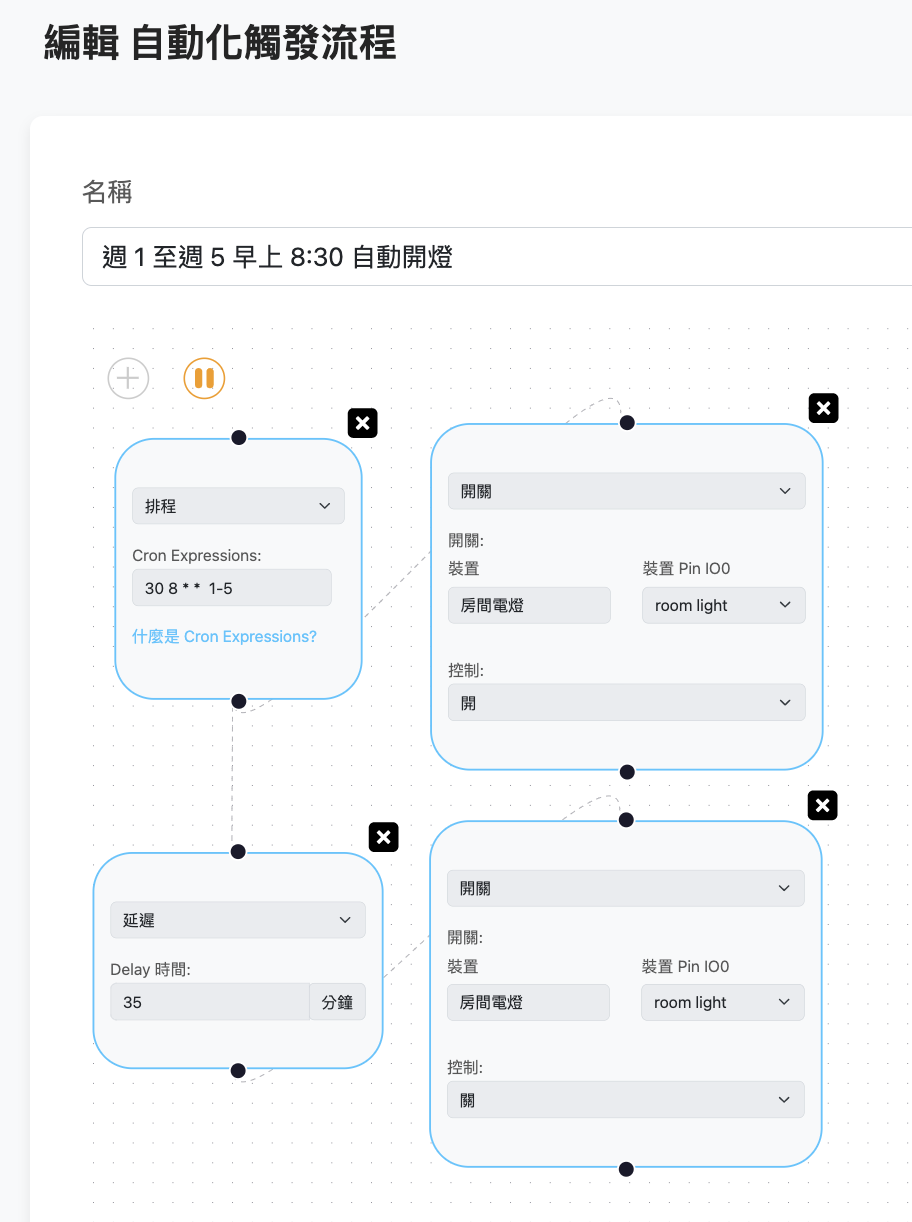 編輯 自動化觸發流程
名稱
週 1 至週 5 早上 8:30 自動開燈
排程
Cron Expressions:
30 8 * * 1-5
什麼是 Cron Expressions?
開關
開關:
裝置 裝置 Pin IO0
房間電燈 room light
控制:
開
延遲
Delay 時間:
35 分鐘
開關
開關:
裝置 裝置 Pin IO0
房間電燈 room light
控制:
關